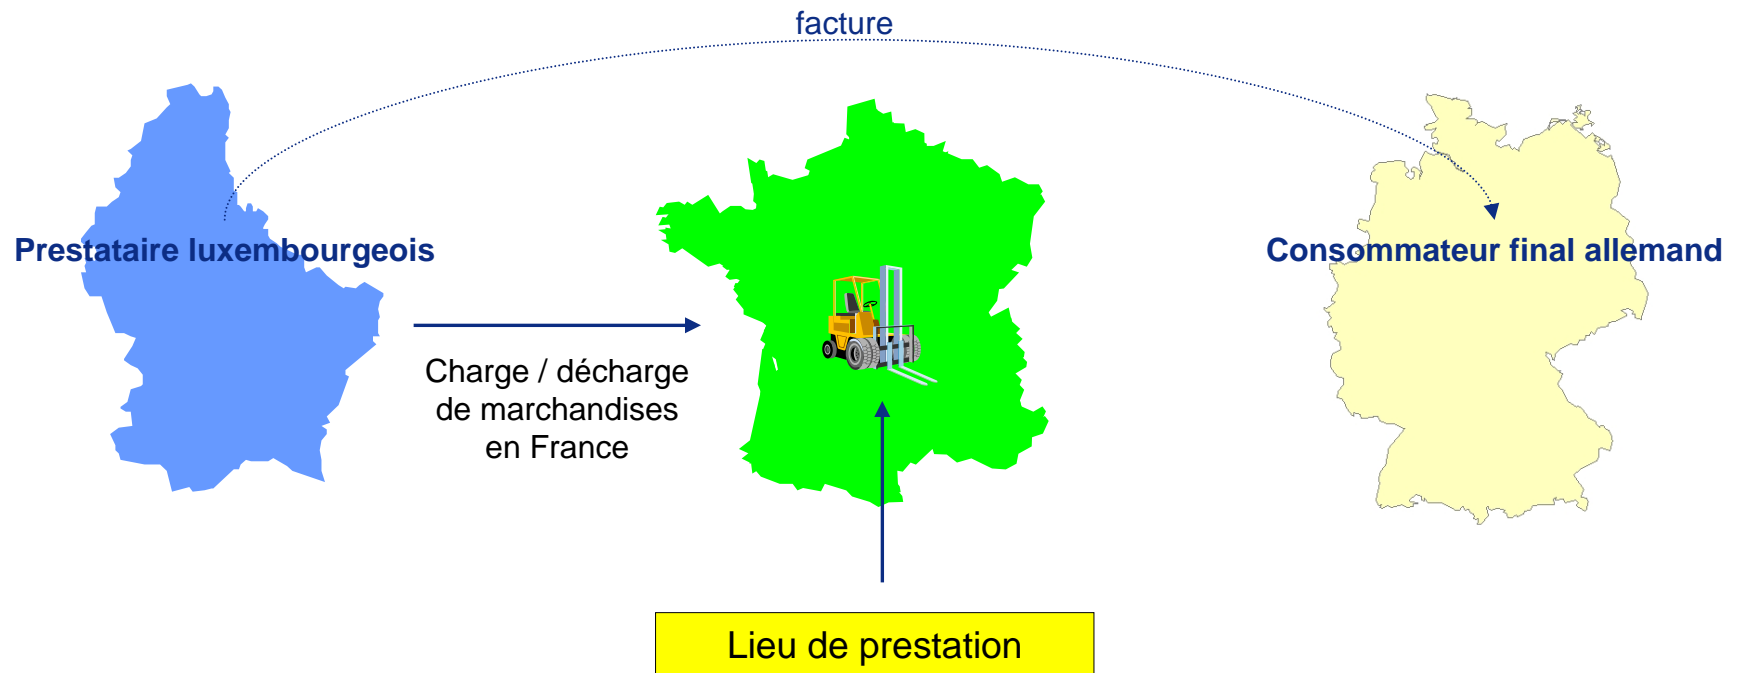 facture
Prestataire luxembourgeois
Consommateur final allemand
Charge / décharge
de marchandises
en France
Lieu de prestation